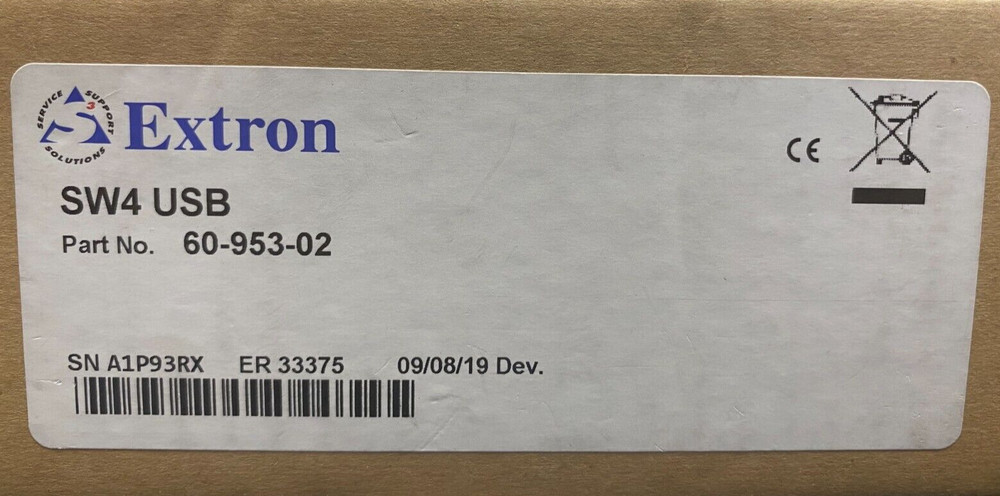 SERVICE SUPPORT SOLUTIONS
S3 Extron
CE
SW4 USB
Part No. 60-953-02
SN A1P93RX ER 33375 09/08/19 Dev.